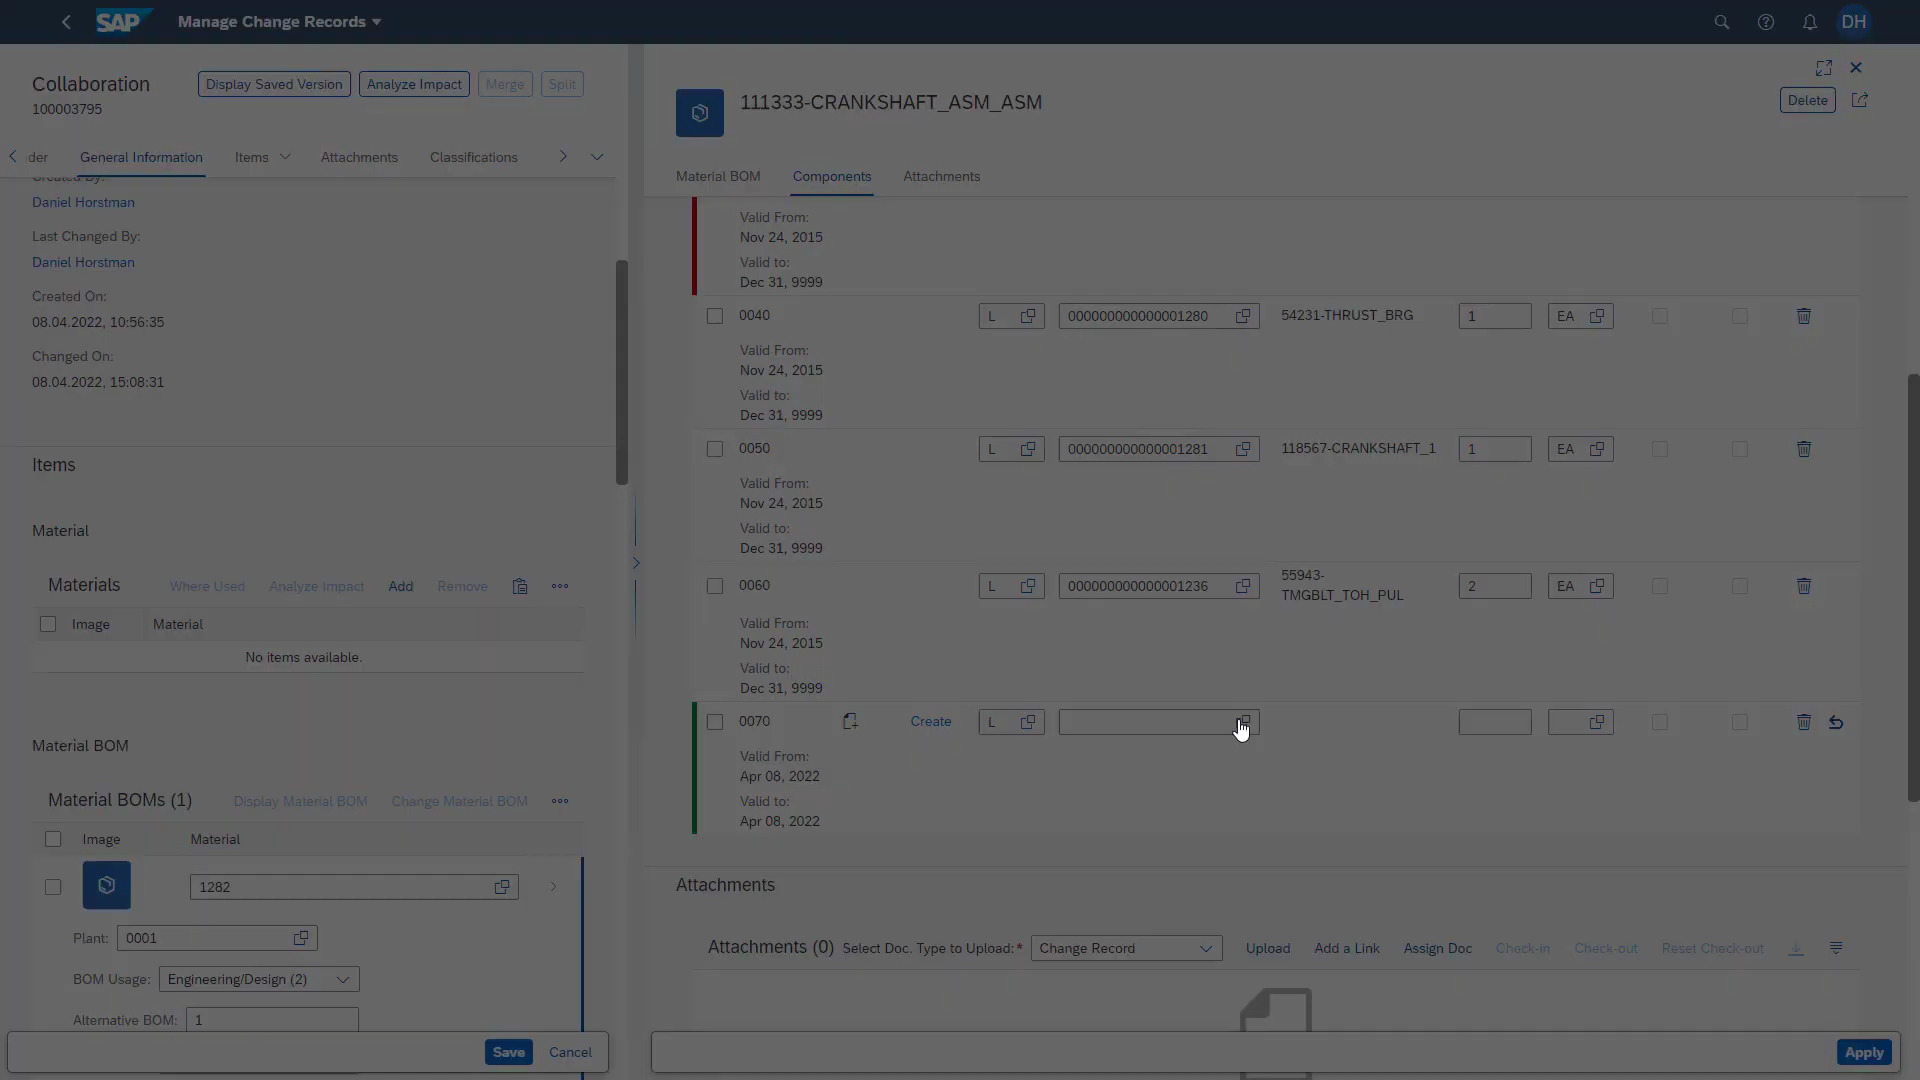 SAP Manage Change Records DH
Collaboration Display Saved Version Analyze Impact Merge Split
100003795
der General Information Items Attachments Classifications
Created By:
Daniel Horstman
Last Changed By:
Daniel Horstman
Created On:
08.04.2022, 10:56:35
Changed On:
08.04.2022, 15:08:31
Items
Material
Materials Where Used Analyze Impact Add Remove
Image Material
No items available.
Material BOM
Material BOMs (1) Display Material BOM Change Material BOM
Image Material
1282
Plant: 0001
BOM Usage: Engineering/Design (2)
Alternative BOM: 1
Save Cancel
111333-CRANKSHAFT_ASM_ASM Delete
Material BOM Components Attachments
Valid From:
Nov 24, 2015
Valid to:
Dec 31, 9999
0040 L 000000000000001280 54231-THRUST_BRG 1 EA
Valid From:
Nov 24, 2015
Valid to:
Dec 31, 9999
0050 L 000000000000001281 118567-CRANKSHAFT_1 1 EA
Valid From:
Nov 24, 2015
Valid to:
Dec 31, 9999
0060 L 000000000000001236 55943-
TMGBLT_TOH_PUL 2 EA
Valid From:
Nov 24, 2015
Valid to:
Dec 31, 9999
0070 Create L
Valid From:
Apr 08, 2022
Valid to:
Apr 08, 2022
Attachments
Attachments (0) Select Doc. Type to Upload:* Change Record Upload Add a Link Assign Doc Check-in Check-out Reset Check-out
Apply